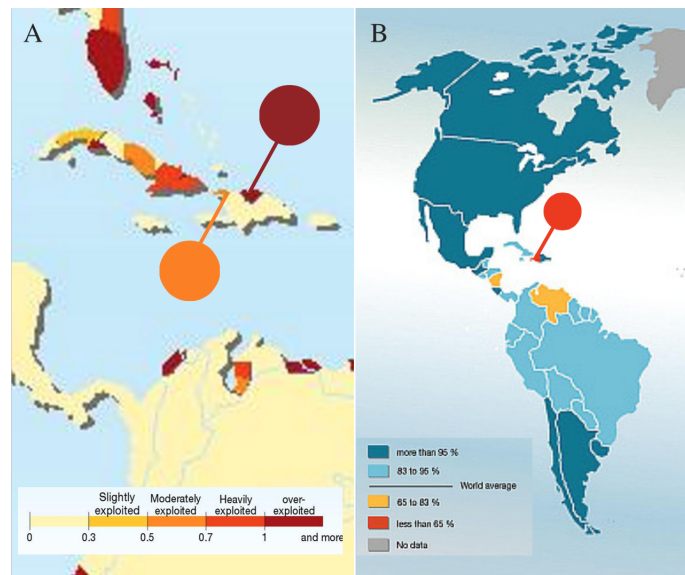 A
Slightly exploited
Moderately exploited
Heavily exploited
over-exploited
0 0.3 0.5 0.7 1 and more
B
more than 95 %
83 to 95 %
World average
65 to 83 %
less than 65 %
No data